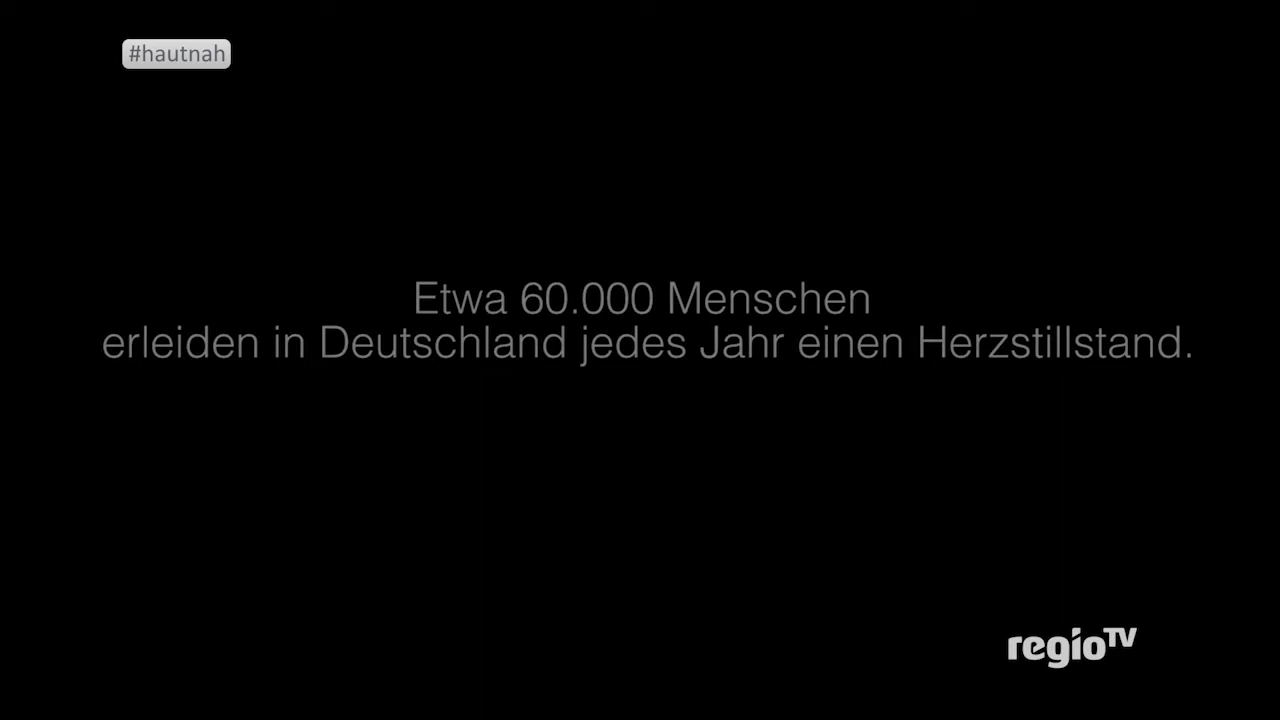 #hautnah
Etwa 60.000 Menschen
erleiden in Deutschland jedes Jahr einen Herzstillstand.
regioTV